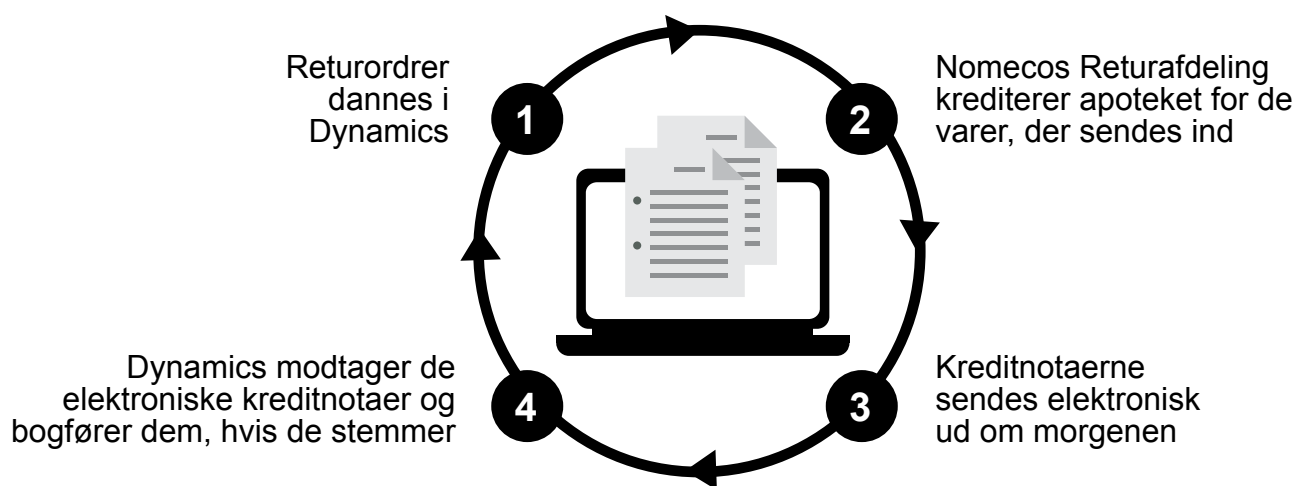 Returordrer
dannes i
Dynamics
1
2
Nomecos Returafdeling
krediterer apoteket for de
varer, der sendes ind
3
Kreditnotaerne
sendes elektronisk
ud om morgenen
4
Dynamics modtager de
elektroniske kreditnotaer og
bogfører dem, hvis de stemmer